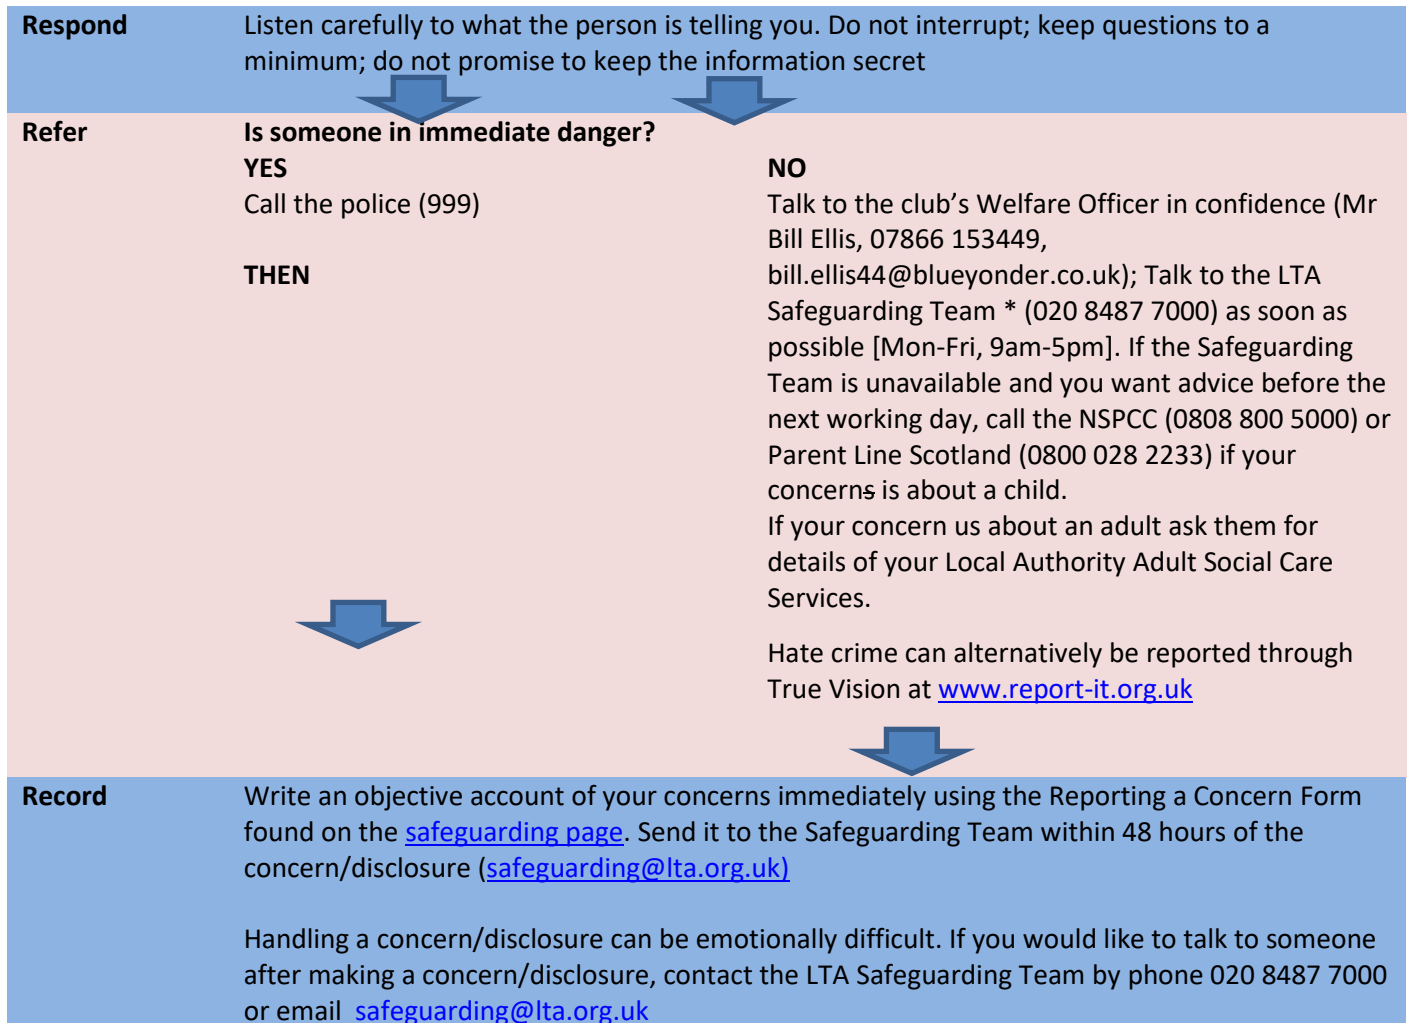 Respond
Listen carefully to what the person is telling you. Do not interrupt; keep questions to a
minimum; do not promise to keep the information secret
Refer
Is someone in immediate danger?
YES
Call the police (999)
THEN
NO
Talk to the club’s Welfare Officer in confidence (Mr
Bill Ellis, 07866 153449,
bill.ellis44@blueyonder.co.uk); Talk to the LTA
Safeguarding Team * (020 8487 7000) as soon as
possible [Mon-Fri, 9am-5pm]. If the Safeguarding
Team is unavailable and you want advice before the
next working day, call the NSPCC (0808 800 5000) or
Parent Line Scotland (0800 028 2233) if your
concerns is about a child.
If your concern us about an adult ask them for
details of your Local Authority Adult Social Care
Services.
Hate crime can alternatively be reported through
True Vision at www.report-it.org.uk
Record
Write an objective account of your concerns immediately using the Reporting a Concern Form
found on the safeguarding page. Send it to the Safeguarding Team within 48 hours of the
concern/disclosure (safeguarding@lta.org.uk)
Handling a concern/disclosure can be emotionally difficult. If you would like to talk to someone
after making a concern/disclosure, contact the LTA Safeguarding Team by phone 020 8487 7000
or email safeguarding@lta.org.uk